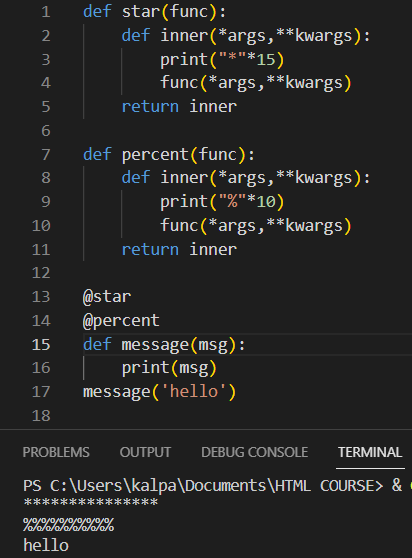 1 def star(func):
2 def inner(*args,**kwargs):
3 print("*"*15)
4 func(*args,**kwargs)
5 return inner
6
7 def percent(func):
8 def inner(*args,**kwargs):
9 print("%"*10)
10 func(*args,**kwargs)
11 return inner
12
13 @star
14 @percent
15 def message(msg):
16 print(msg)
17 message('hello')
18
PROBLEMS OUTPUT DEBUG CONSOLE TERMINAL
PS C:\Users\kalpa\Documents\HTML COURSE> &
***************
%%%%%%%%%%
hello